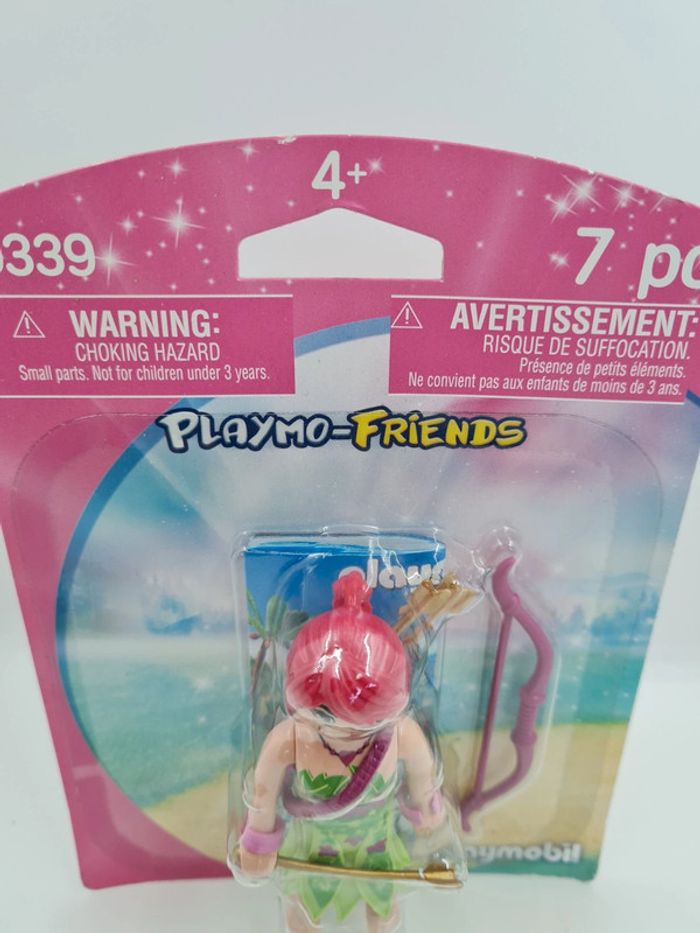 4+
339
7 pc
WARNING:
CHOKING HAZARD
Small parts. Not for children under 3 years.
AVERTISSEMENT:
RISQUE DE SUFFOCATION
Présence de petits éléments.
Ne convient pas aux enfants de moins de 3 ans.
PLAYMO-FRIENDS
playmobil